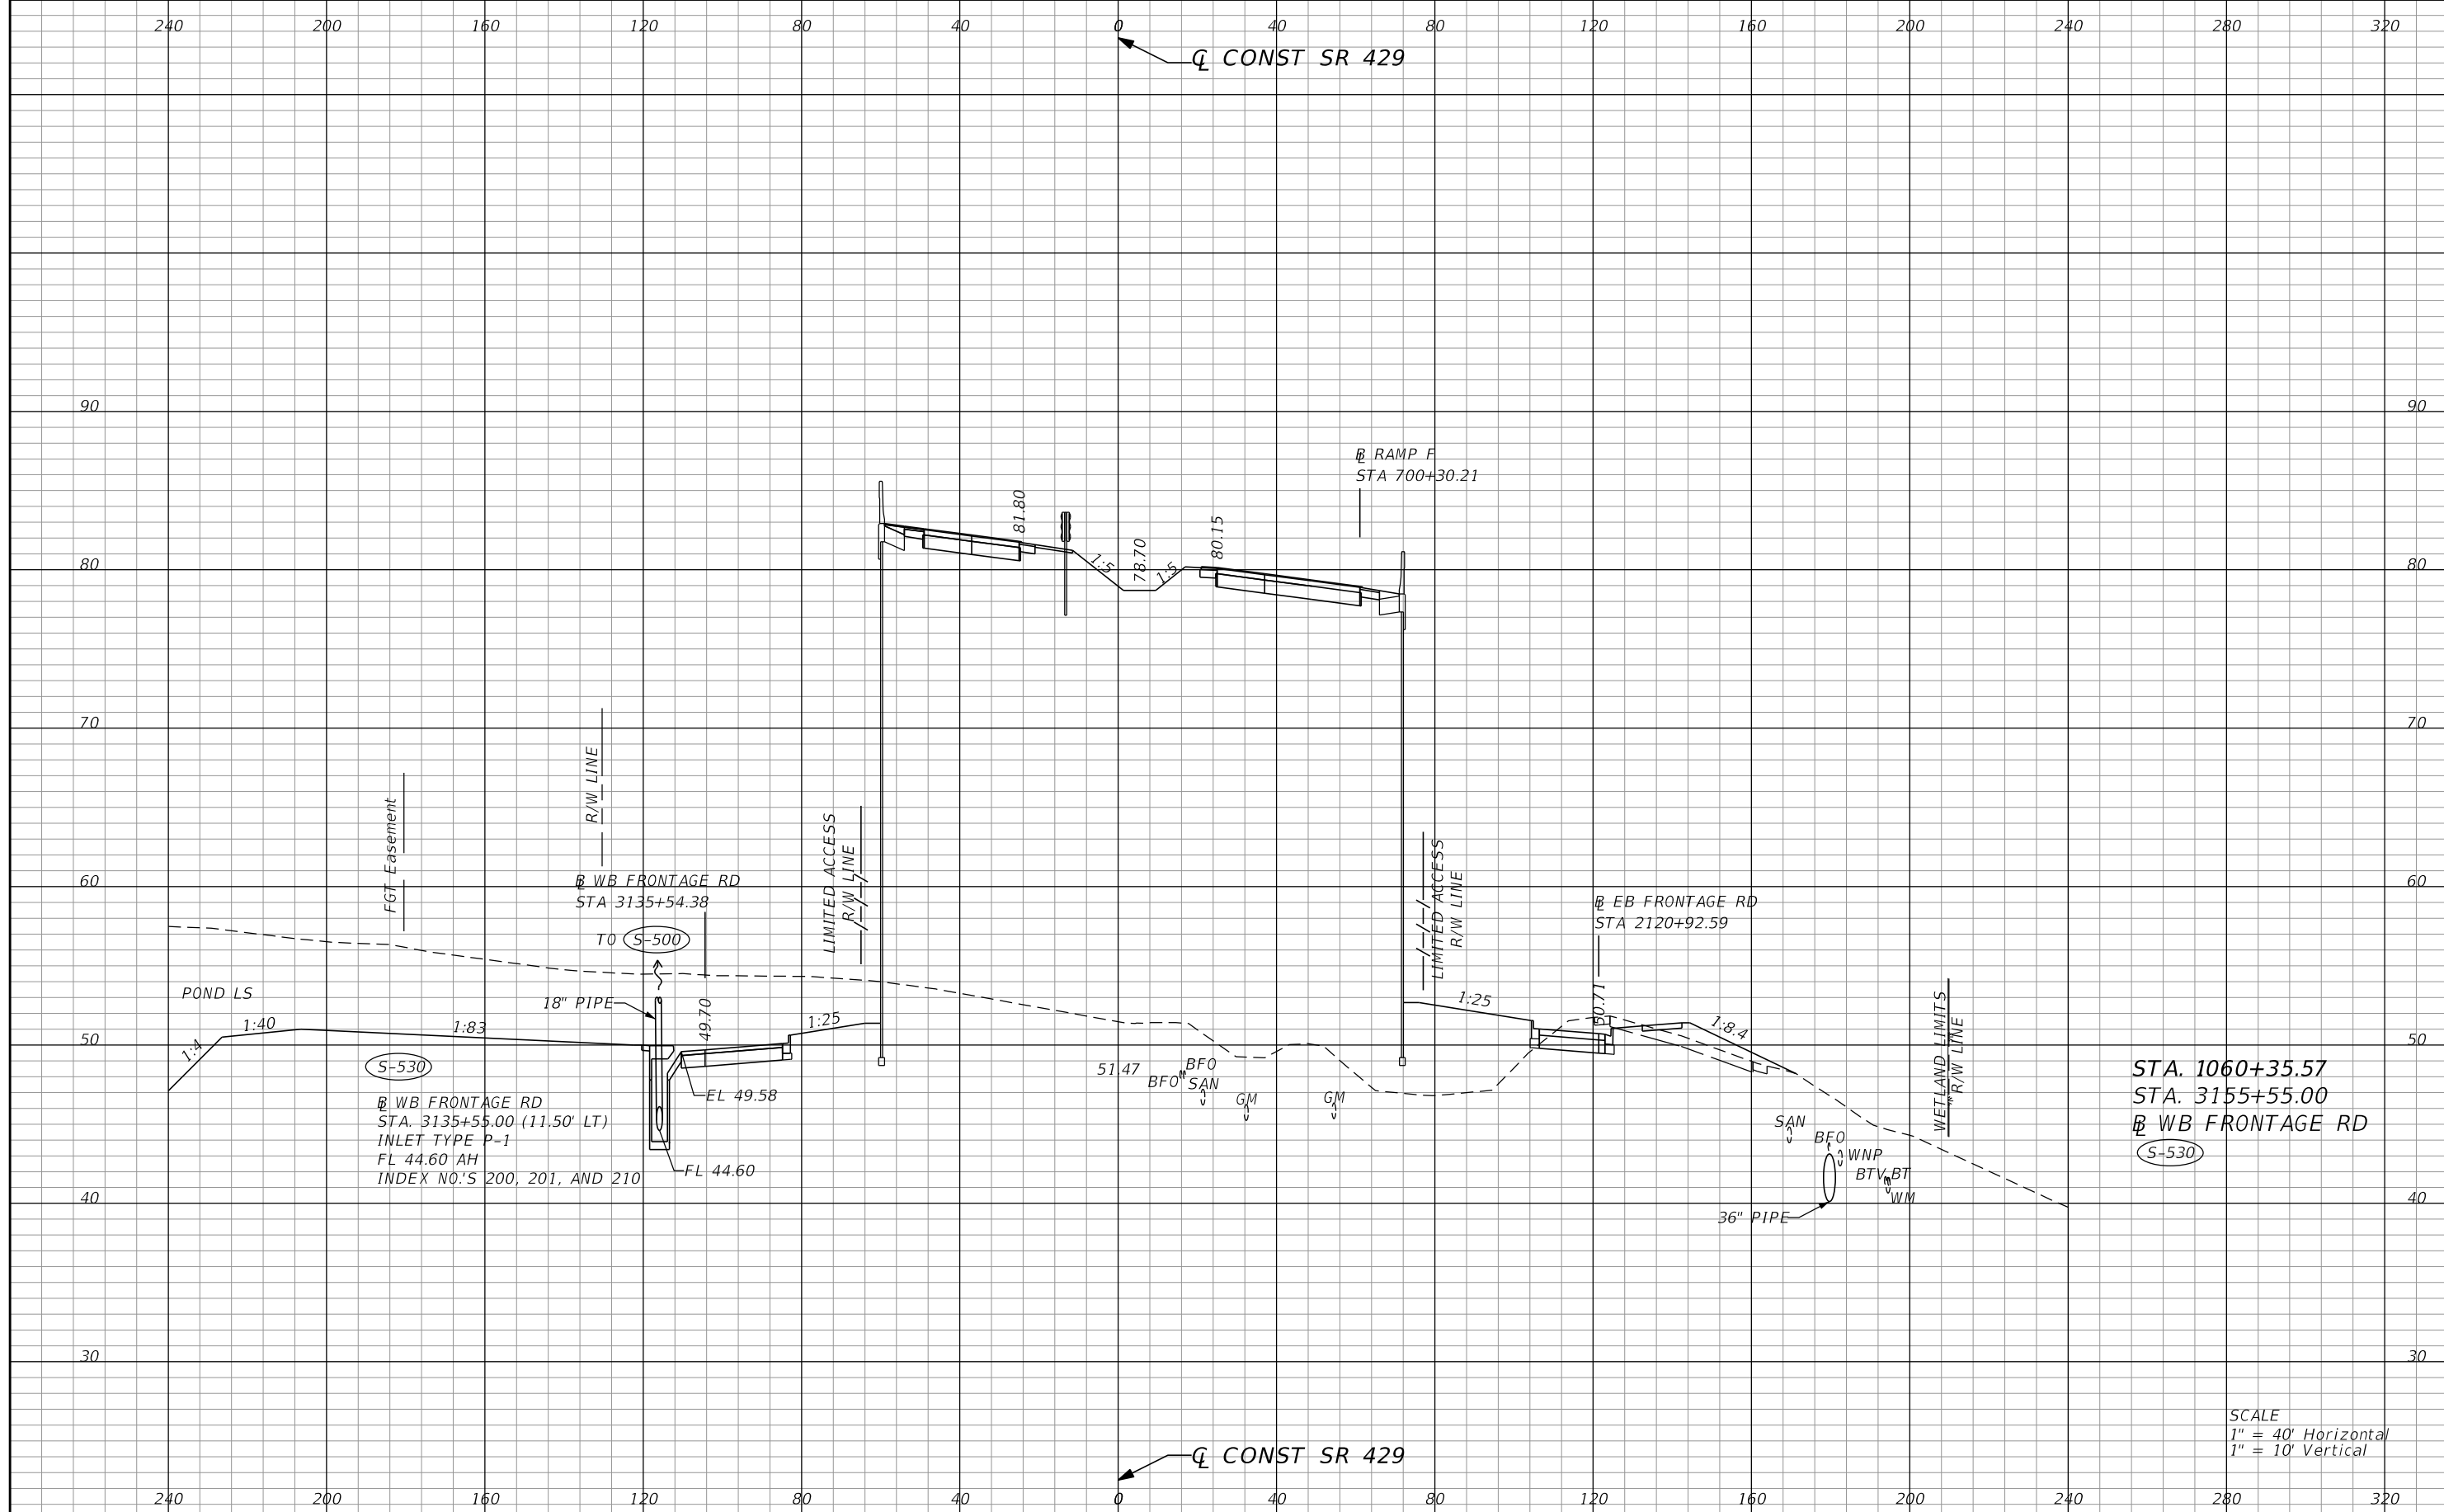 240 200 160 120 80 40 0 40 80 120 160 200 240 280 320
℄ CONST SR 429
90 90
℄ RAMP F
STA 700+30.21
81.80
80.15
78.70
1:5
1:5
80 80
70 70
R/W LINE
FGT Easement
LIMITED ACCESS
R/W LINE
LIMITED ACCESS
R/W LINE
60 60
BL WB FRONTAGE RD
STA 3135+54.38
TO S-500
BL EB FRONTAGE RD
STA 2120+92.59
POND LS
18" PIPE
49.70
1:4
1:40
1:83
1:25
1:25
50.71
1:8.4
WETLAND LIMITS
R/W LINE
50 50
S-530
BL WB FRONTAGE RD
STA. 3135+55.00 (11.50' LT)
INLET TYPE P-1
FL 44.60 AH
INDEX NO.'S 200, 201, AND 210
EL 49.58
FL 44.60
51.47
BFO
BFO
SAN
GM
GM
SAN
BFO
WNP
BTV BT
WM
36" PIPE
STA. 1060+35.57
STA. 3155+55.00
BL WB FRONTAGE RD
S-530
40 40
30 30
SCALE
1" = 40' Horizontal
1" = 10' Vertical
℄ CONST SR 429
240 200 160 120 80 40 0 40 80 120 160 200 240 280 320